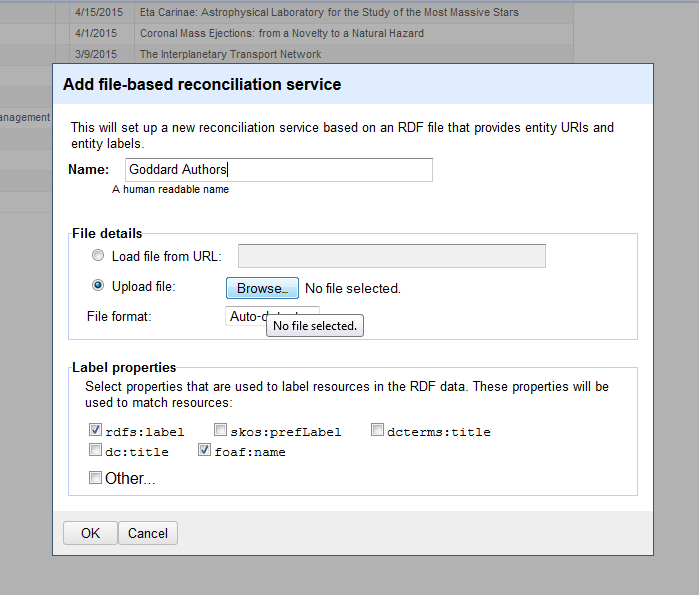 4/15/2015 Eta Carinae: Astrophysical Laboratory for the Study of the Most Massive Stars
4/1/2015 Coronal Mass Ejections: from a Novelty to a Natural Hazard
3/9/2015 The Interplanetary Transport Network
anagement
Add file-based reconciliation service
This will set up a new reconciliation service based on an RDF file that provides entity URIs and
entity labels.
Name: Goddard Authors
A human readable name
File details
Load file from URL:
Upload file: Browse... No file selected.
File format: Auto-d
No file selected.
Label properties
Select properties that are used to label resources in the RDF data. These properties will be
used to match resources:
rdfs:label skos:prefLabel dcterms:title
dc:title foaf:name
Other...
OK Cancel